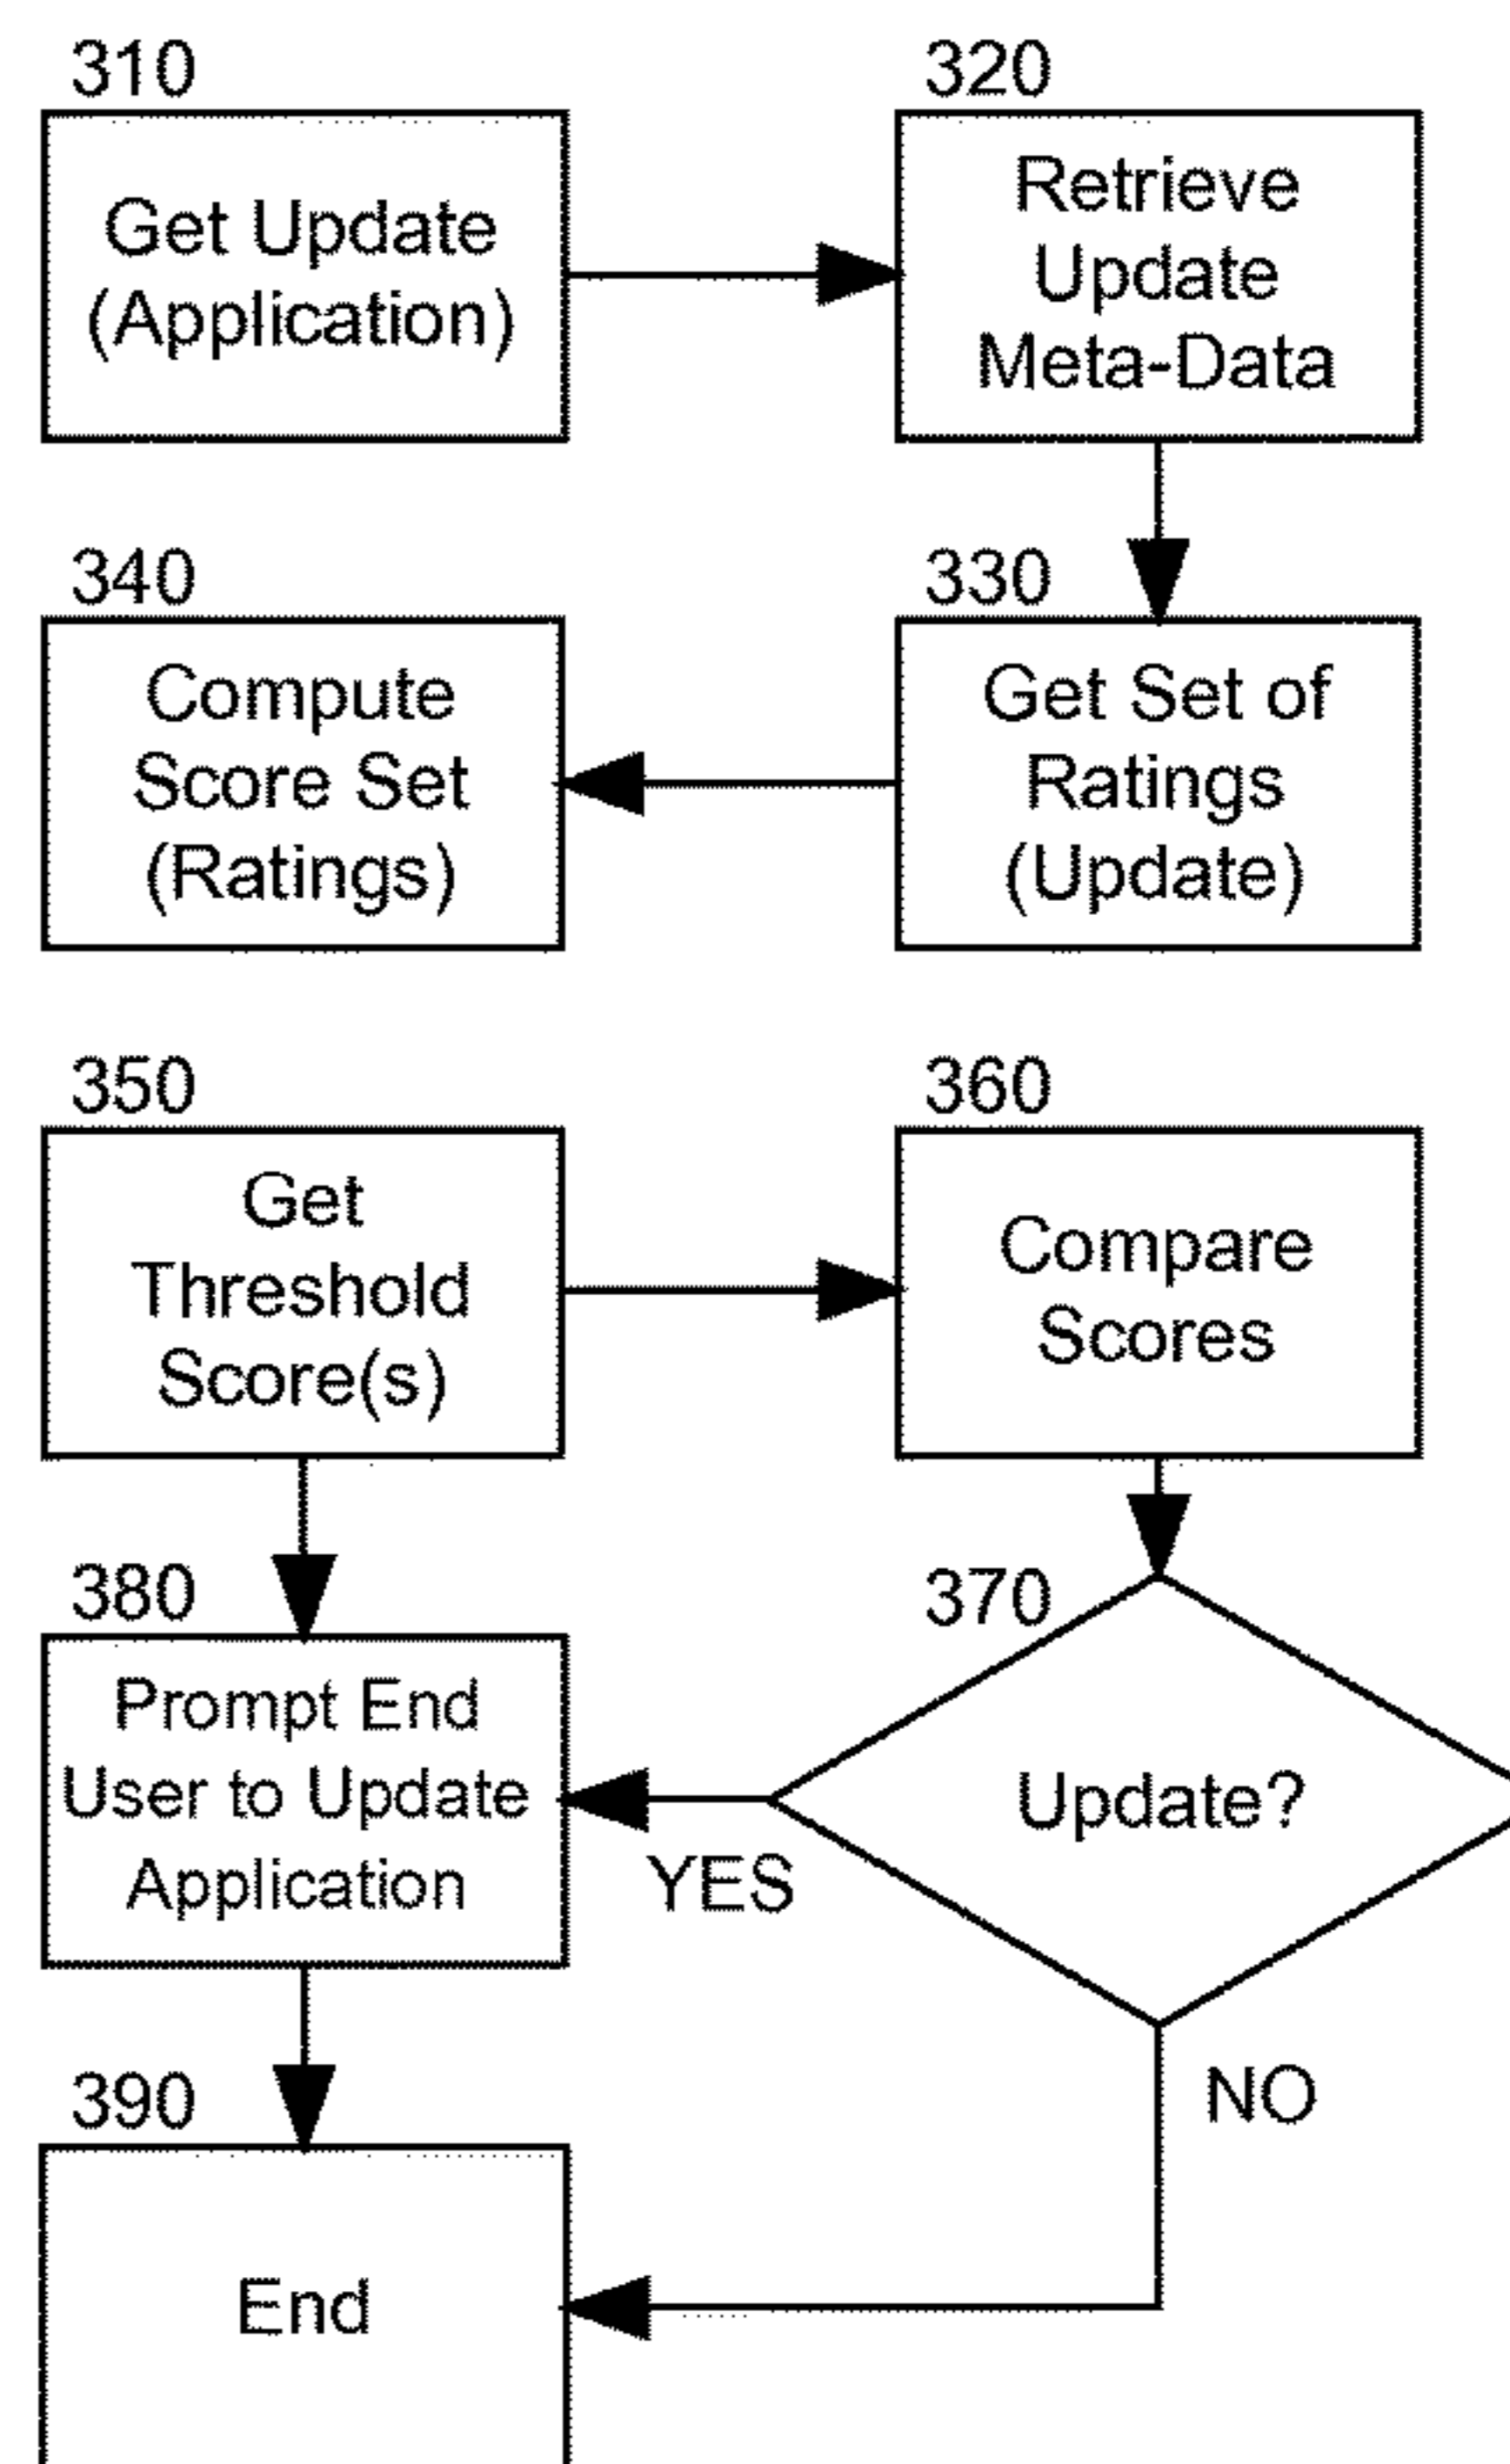 310
Get Update
(Application)
320
Retrieve
Update
Meta-Data
340
Compute
Score Set
(Ratings)
330
Get Set of
Ratings
(Update)
350
Get
Threshold
Score(s)
360
Compare
Scores
380
Prompt End
User to Update
Application
370
Update?
YES
NO
390
End